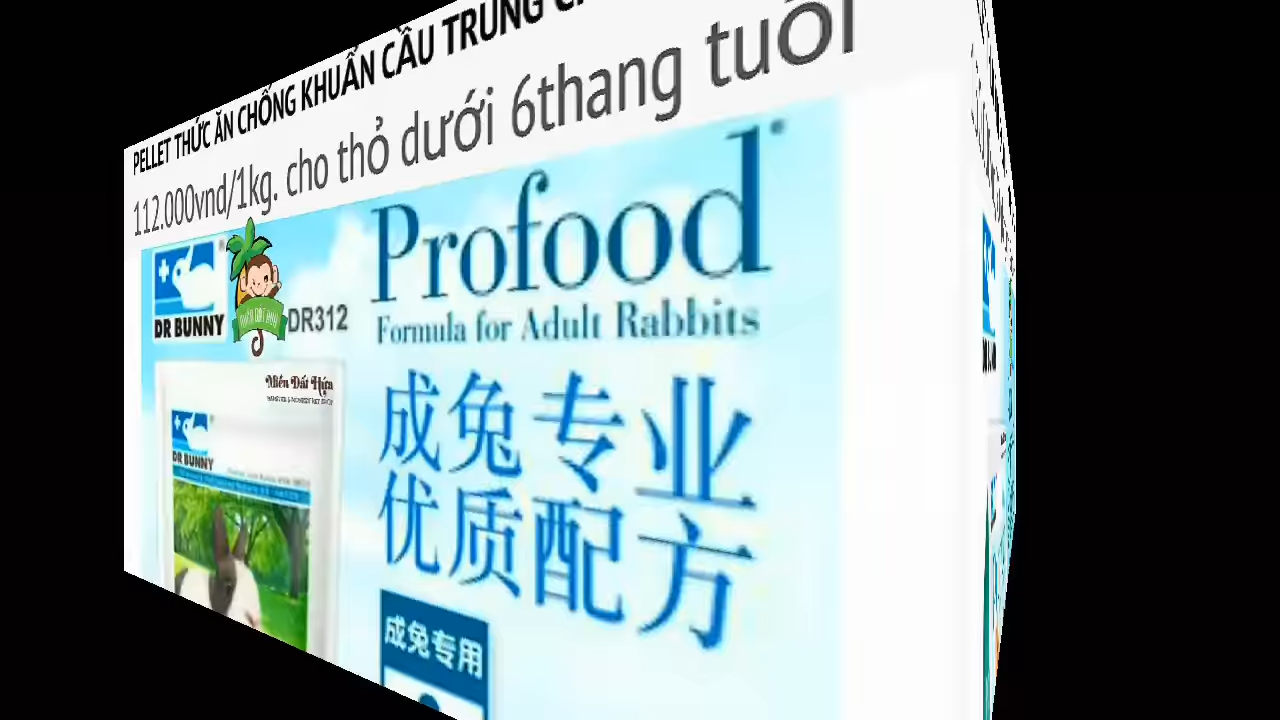 PELLET THỨC ĂN CHỐNG KHUẨN CẦU TRÙNG
112.000vnd/1kg. cho thỏ dưới 6thang tuổi
Profood
Formula for Adult Rabbits
DR BUNNY
DR312
成兔专业
优质配方
Miền Đất Hứa
DR BUNNY
成兔专用